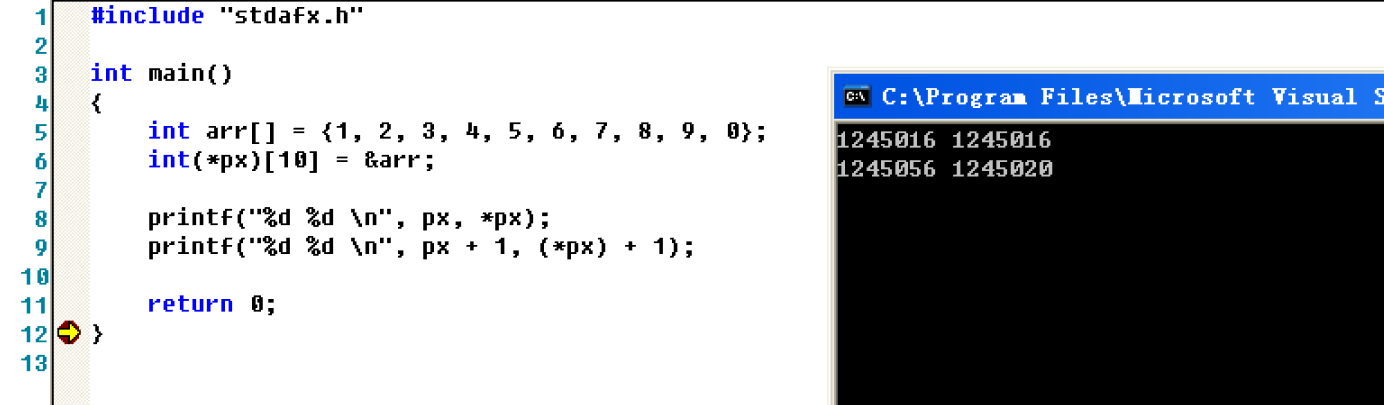 1 #include "stdafx.h"
2
3 int main()
4 {
5 int arr[] = {1, 2, 3, 4, 5, 6, 7, 8, 9, 0};
6 int(*px)[10] = &arr;
7
8 printf("%d %d \n", px, *px);
9 printf("%d %d \n", px + 1, (*px) + 1);
10
11 return 0;
12 }
13
C:\Program Files\Microsoft Visual S
1245016 1245016
1245056 1245020